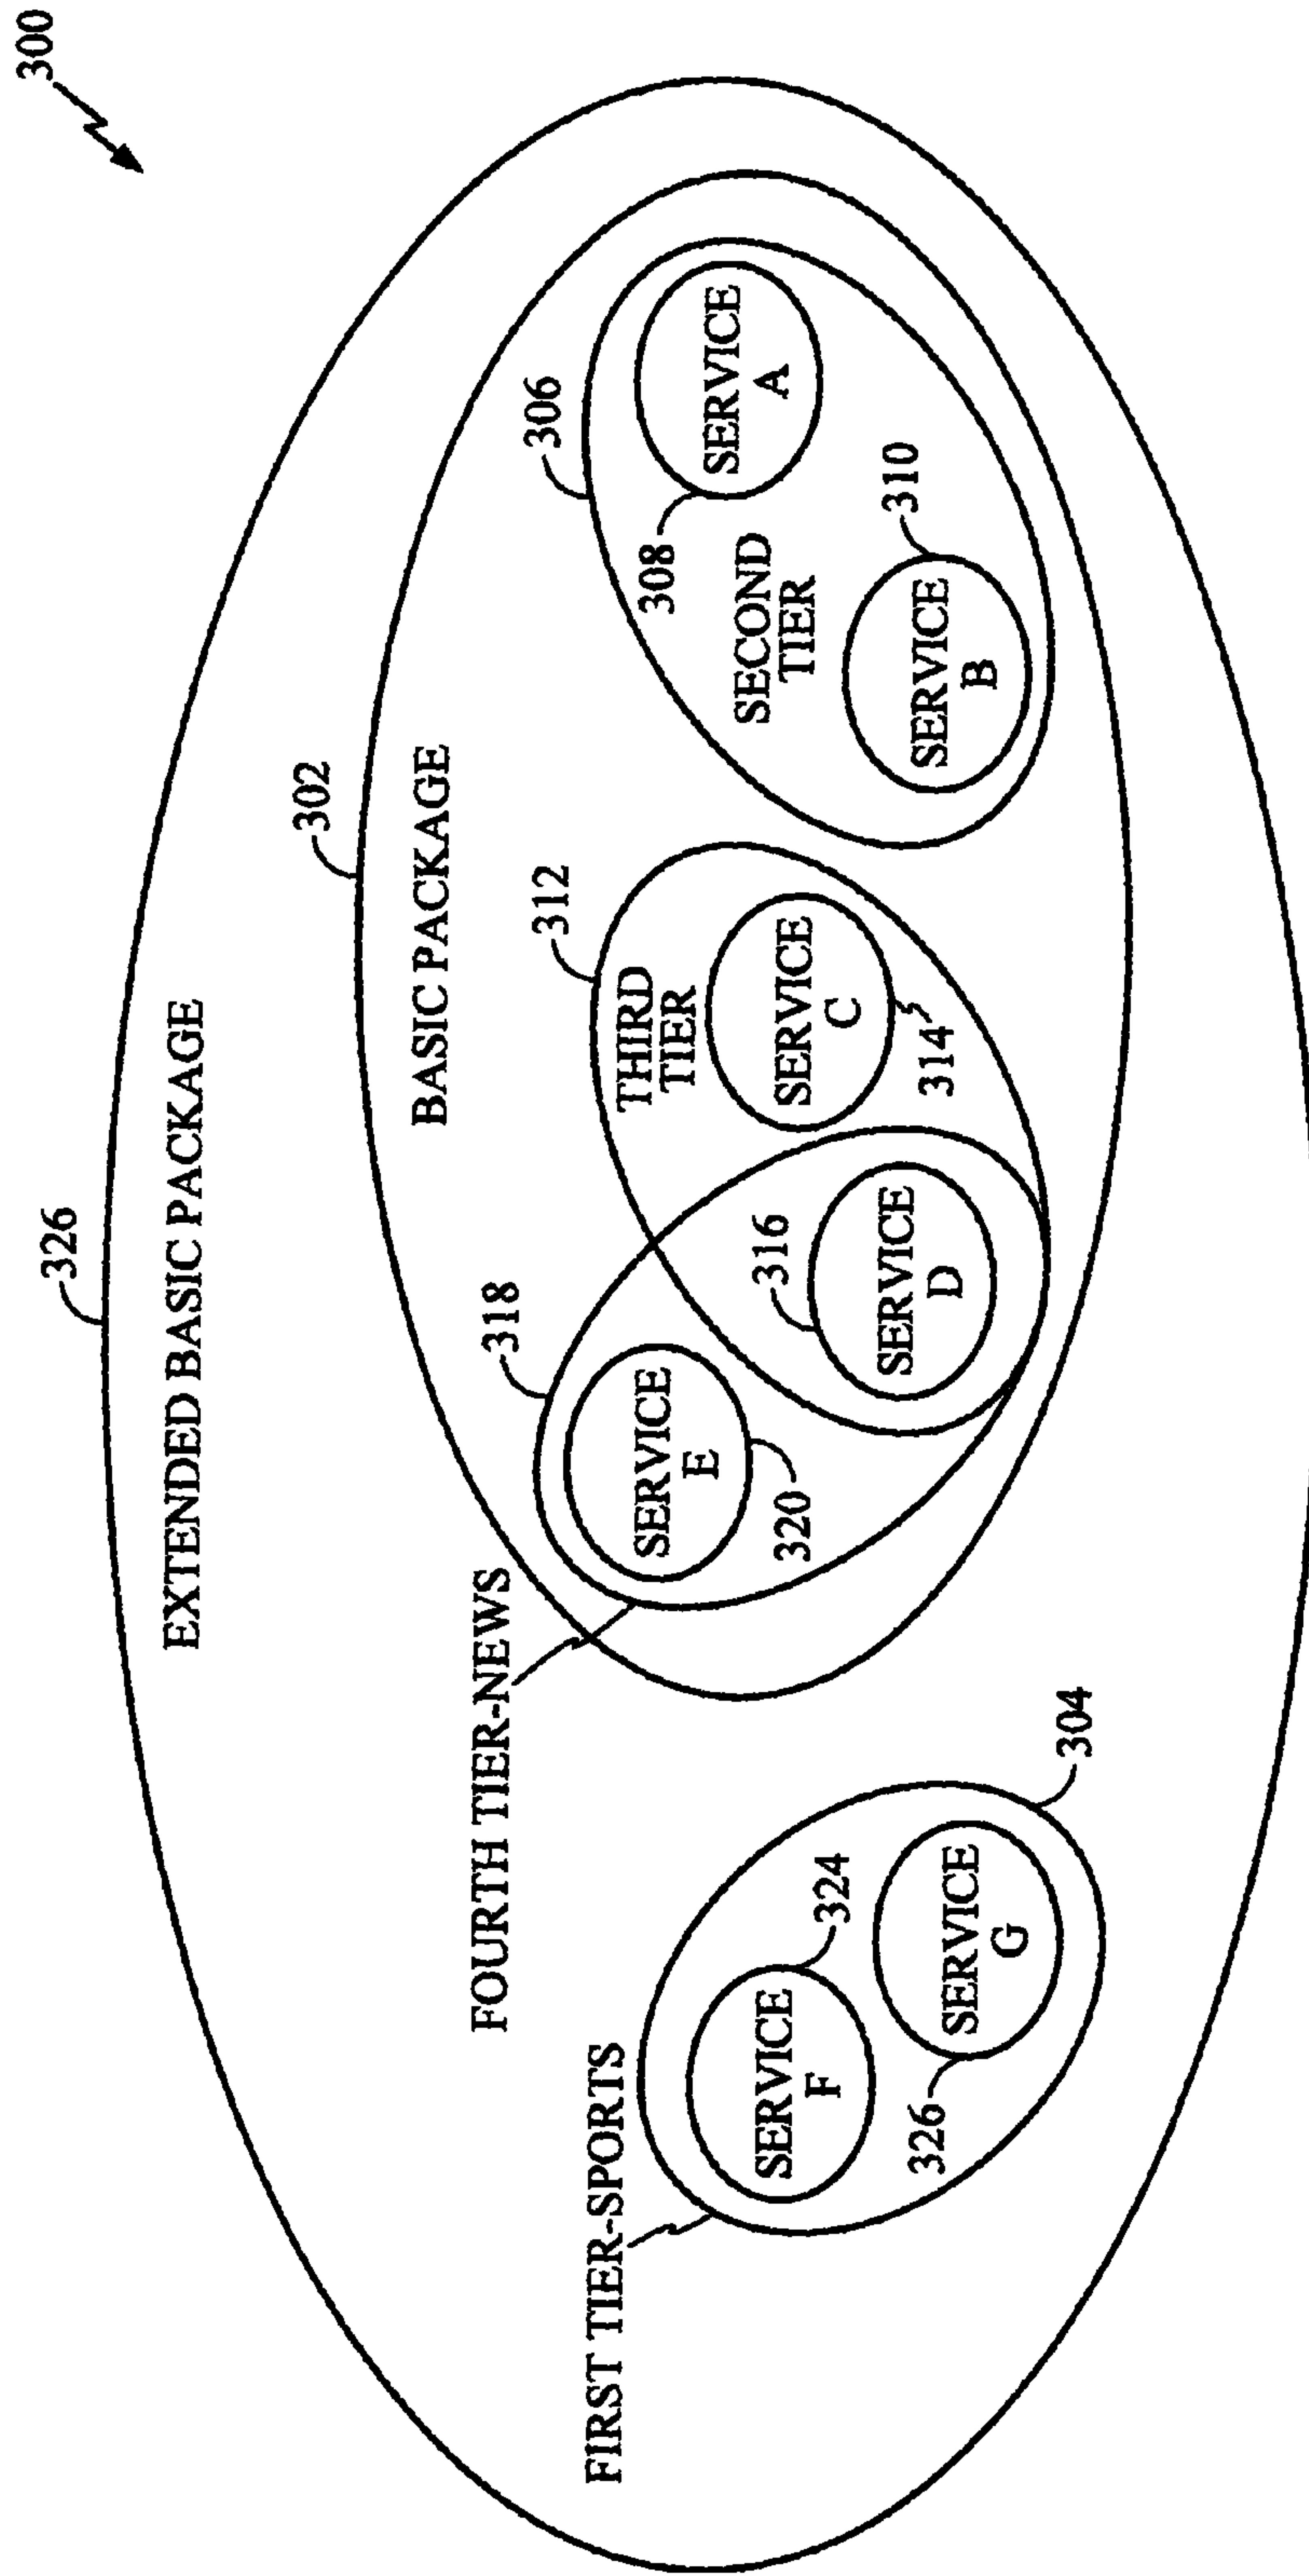 300
326
EXTENDED BASIC PACKAGE
302
BASIC PACKAGE
FOURTH TIER-NEWS
318
312
306
FIRST TIER-SPORTS
SERVICE
E
320
THIRD
TIER
SERVICE
C
314
316
SERVICE
D
308
SERVICE
A
SECOND
TIER
310
SERVICE
B
SERVICE
F
324
326
SERVICE
G
304